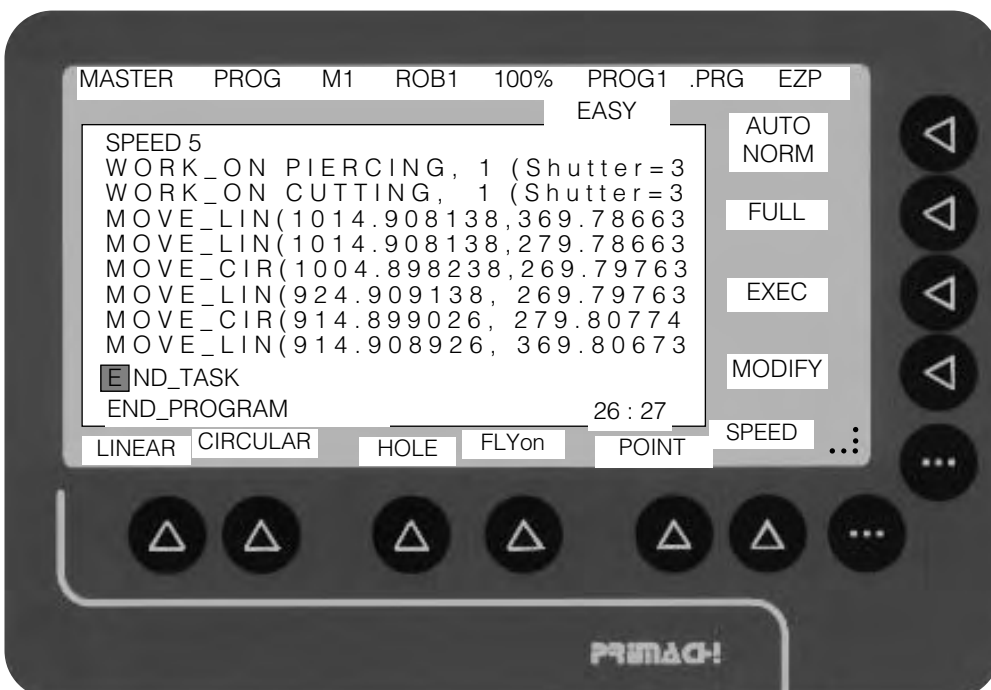 MASTER PROG M1 ROB1 100% PROG1 .PRG EZP
EASY
AUTO
NORM
SPEED 5
WORK_ON PIERCING, 1 (Shutter=3
WORK_ON CUTTING, 1 (Shutter=3
MOVE_LIN(1014.908138,369.78663
FULL
MOVE_LIN(1014.908138,279.78663
MOVE_CIR(1004.898238,269.79763
MOVE_LIN(924.909138, 269.79763
EXEC
MOVE_CIR(914.899026, 279.80774
MOVE_LIN(914.908926, 369.80673
MODIFY
END_TASK
END_PROGRAM 26 : 27
LINEAR CIRCULAR HOLE FLYon POINT SPEED
PRIMACH